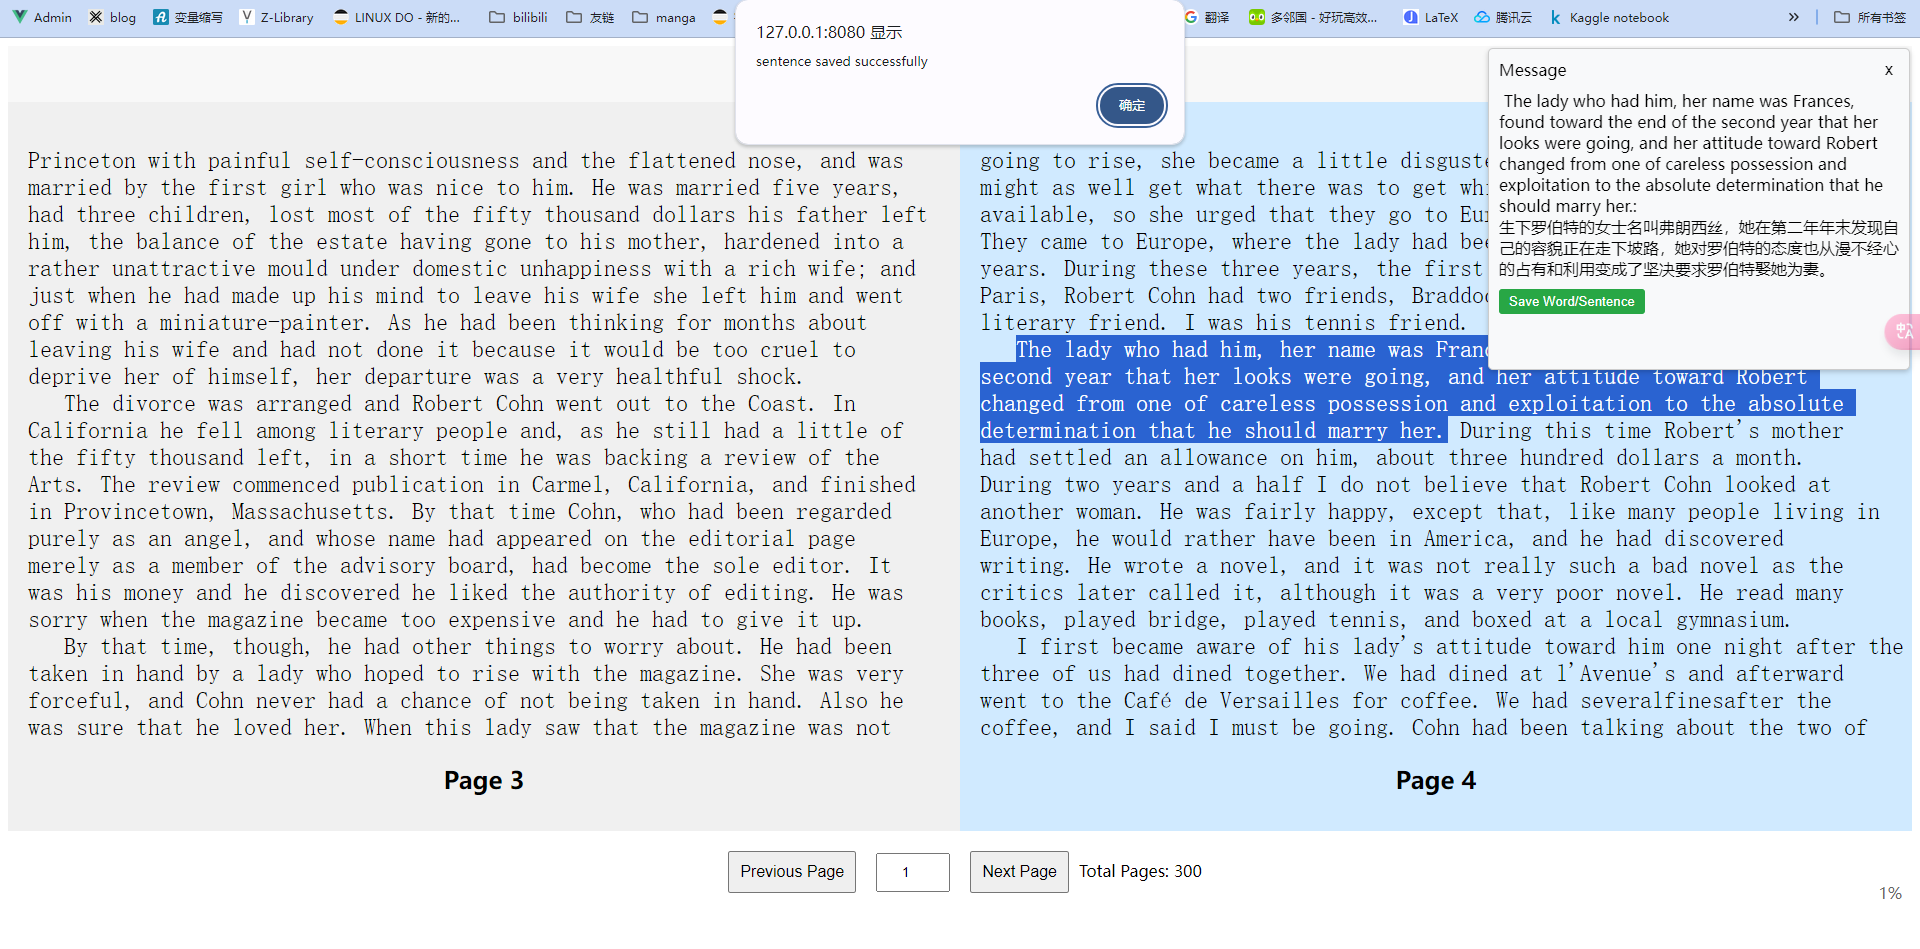 Admin blog 变量缩写 Z-Library LINUX DO - 新的... bilibili 友链 manga 翻译 多邻国 - 好玩高效... LaTeX 腾讯云 Kaggle notebook » 所有书签
127.0.0.1:8080 显示
sentence saved successfully
确定
Princeton with painful self-consciousness and the flattened nose, and was
married by the first girl who was nice to him. He was married five years,
had three children, lost most of the fifty thousand dollars his father left
him, the balance of the estate having gone to his mother, hardened into a
rather unattractive mould under domestic unhappiness with a rich wife; and
just when he had made up his mind to leave his wife she left him and went
off with a miniature-painter. As he had been thinking for months about
leaving his wife and had not done it because it would be too cruel to
deprive her of himself, her departure was a very healthful shock.
The divorce was arranged and Robert Cohn went out to the Coast. In
California he fell among literary people and, as he still had a little of
the fifty thousand left, in a short time he was backing a review of the
Arts. The review commenced publication in Carmel, California, and finished
in Provincetown, Massachusetts. By that time Cohn, who had been regarded
purely as an angel, and whose name had appeared on the editorial page
merely as a member of the advisory board, had become the sole editor. It
was his money and he discovered he liked the authority of editing. He was
sorry when the magazine became too expensive and he had to give it up.
By that time, though, he had other things to worry about. He had been
taken in hand by a lady who hoped to rise with the magazine. She was very
forceful, and Cohn never had a chance of not being taken in hand. Also he
was sure that he loved her. When this lady saw that the magazine was not
Page 3
going to rise, she became a little disguste
might as well get what there was to get whi
available, so she urged that they go to Eur
They came to Europe, where the lady had bee
years. During these three years, the first
Paris, Robert Cohn had two friends, Braddoc
literary friend. I was his tennis friend.
The lady who had him, her name was Franc
second year that her looks were going, and her attitude toward Robert
changed from one of careless possession and exploitation to the absolute
determination that he should marry her. During this time Robert's mother
had settled an allowance on him, about three hundred dollars a month.
During two years and a half I do not believe that Robert Cohn looked at
another woman. He was fairly happy, except that, like many people living in
Europe, he would rather have been in America, and he had discovered
writing. He wrote a novel, and it was not really such a bad novel as the
critics later called it, although it was a very poor novel. He read many
books, played bridge, played tennis, and boxed at a local gymnasium.
I first became aware of his lady's attitude toward him one night after the
three of us had dined together. We had dined at l'Avenue's and afterward
went to the Café de Versailles for coffee. We had severalfinesafter the
coffee, and I said I must be going. Cohn had been talking about the two of
Page 4
Message x
The lady who had him, her name was Frances,
found toward the end of the second year that her
looks were going, and her attitude toward Robert
changed from one of careless possession and
exploitation to the absolute determination that he
should marry her.:
生下罗伯特的女士名叫弗朗西丝，她在第二年年末发现自
己的容貌正在走下坡路，她对罗伯特的态度也从漫不经心
的占有和利用变成了坚决要求罗伯特娶她为妻。
Save Word/Sentence
Previous Page 1 Next Page Total Pages: 300
1%